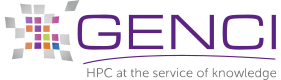 GENCI
HPC at the service of knowledge